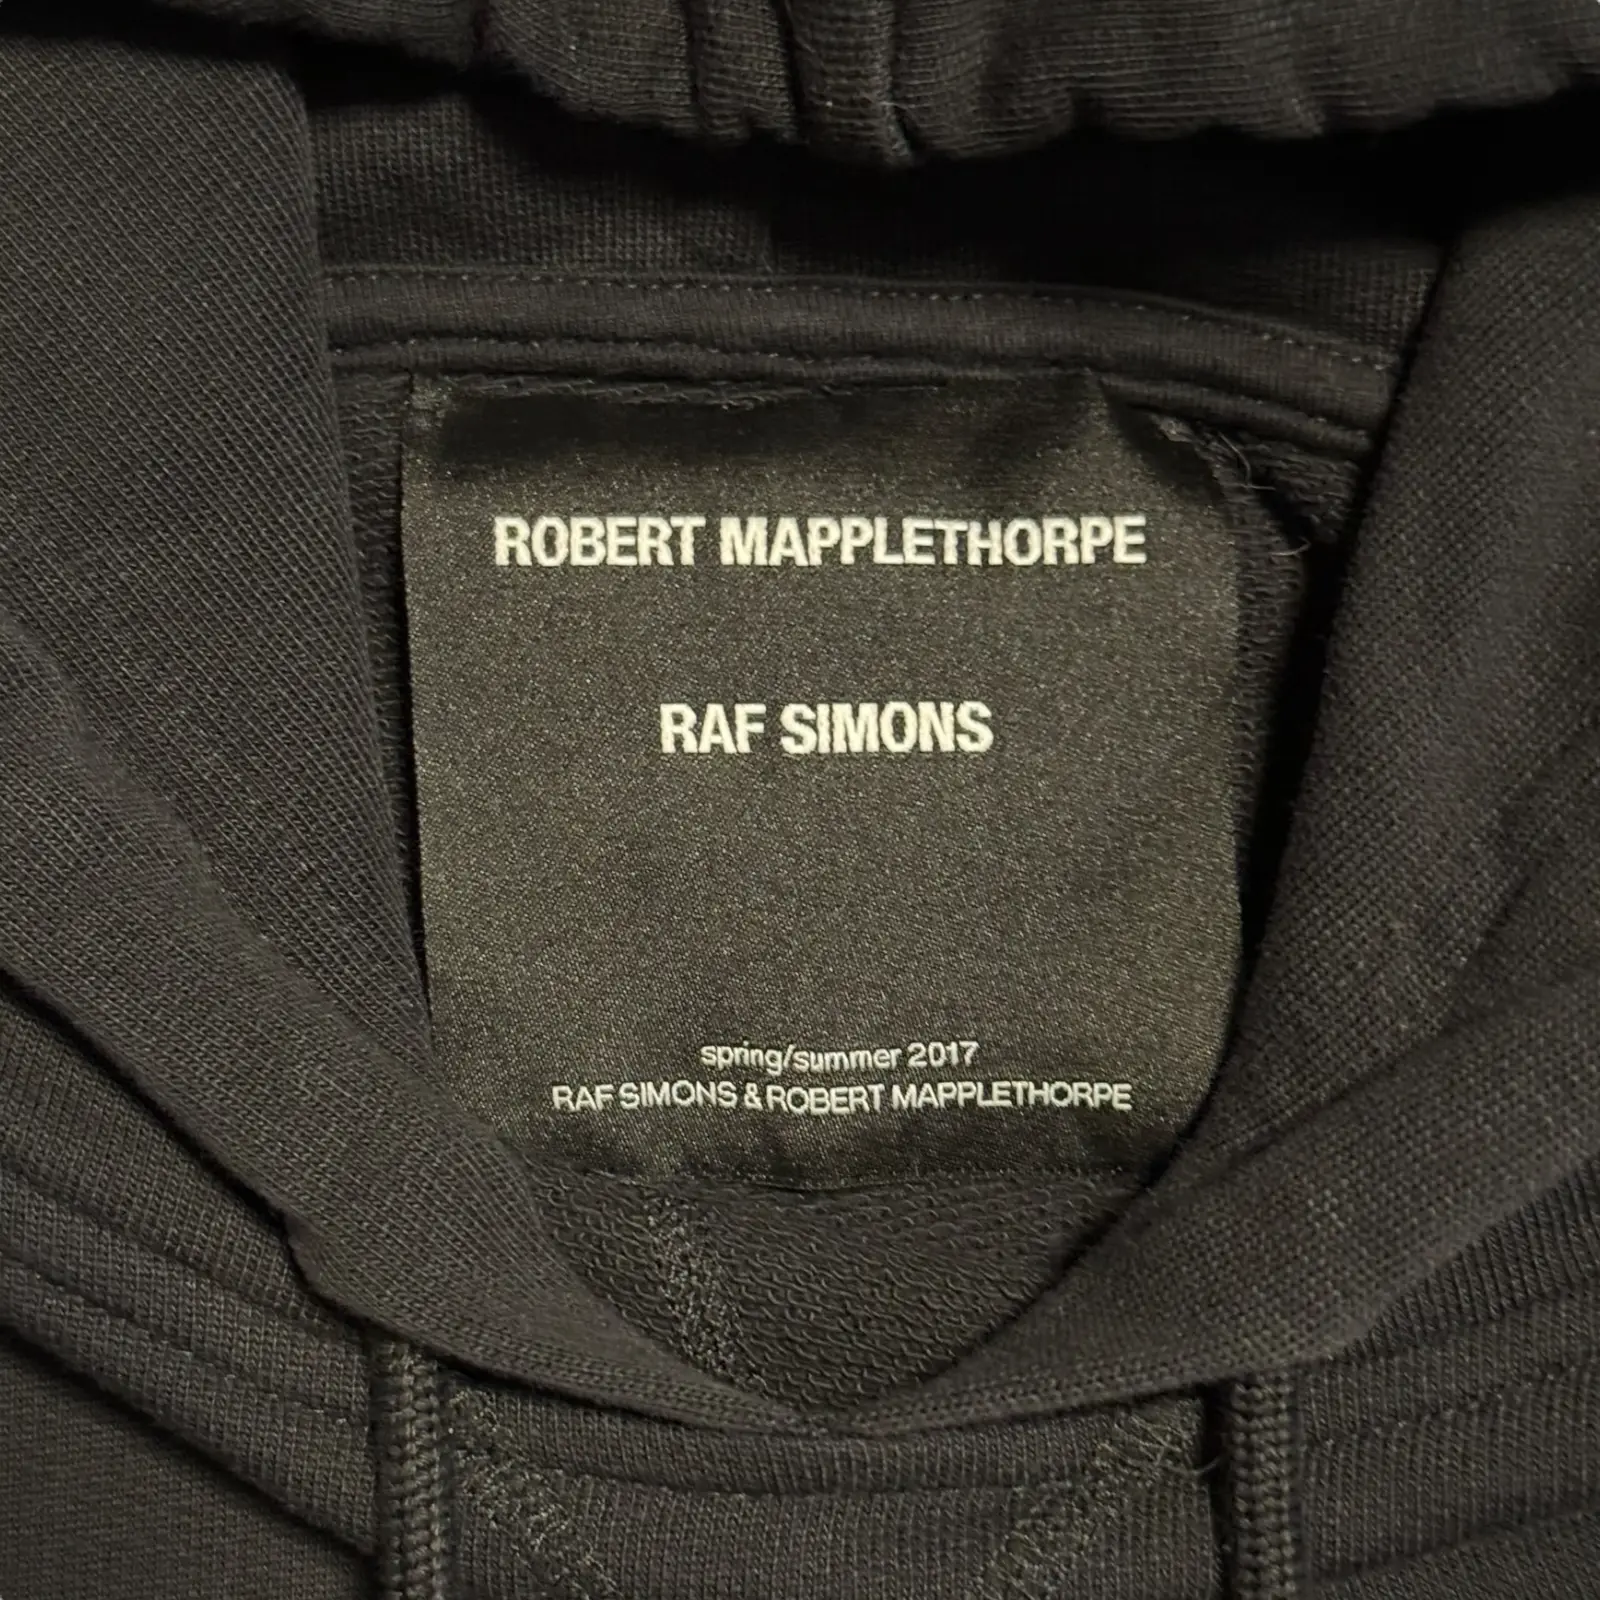 ROBERT MAPPLETHORPE
RAF SIMONS
spring/summer 2017
RAF SIMONS & ROBERT MAPPLETHORPE